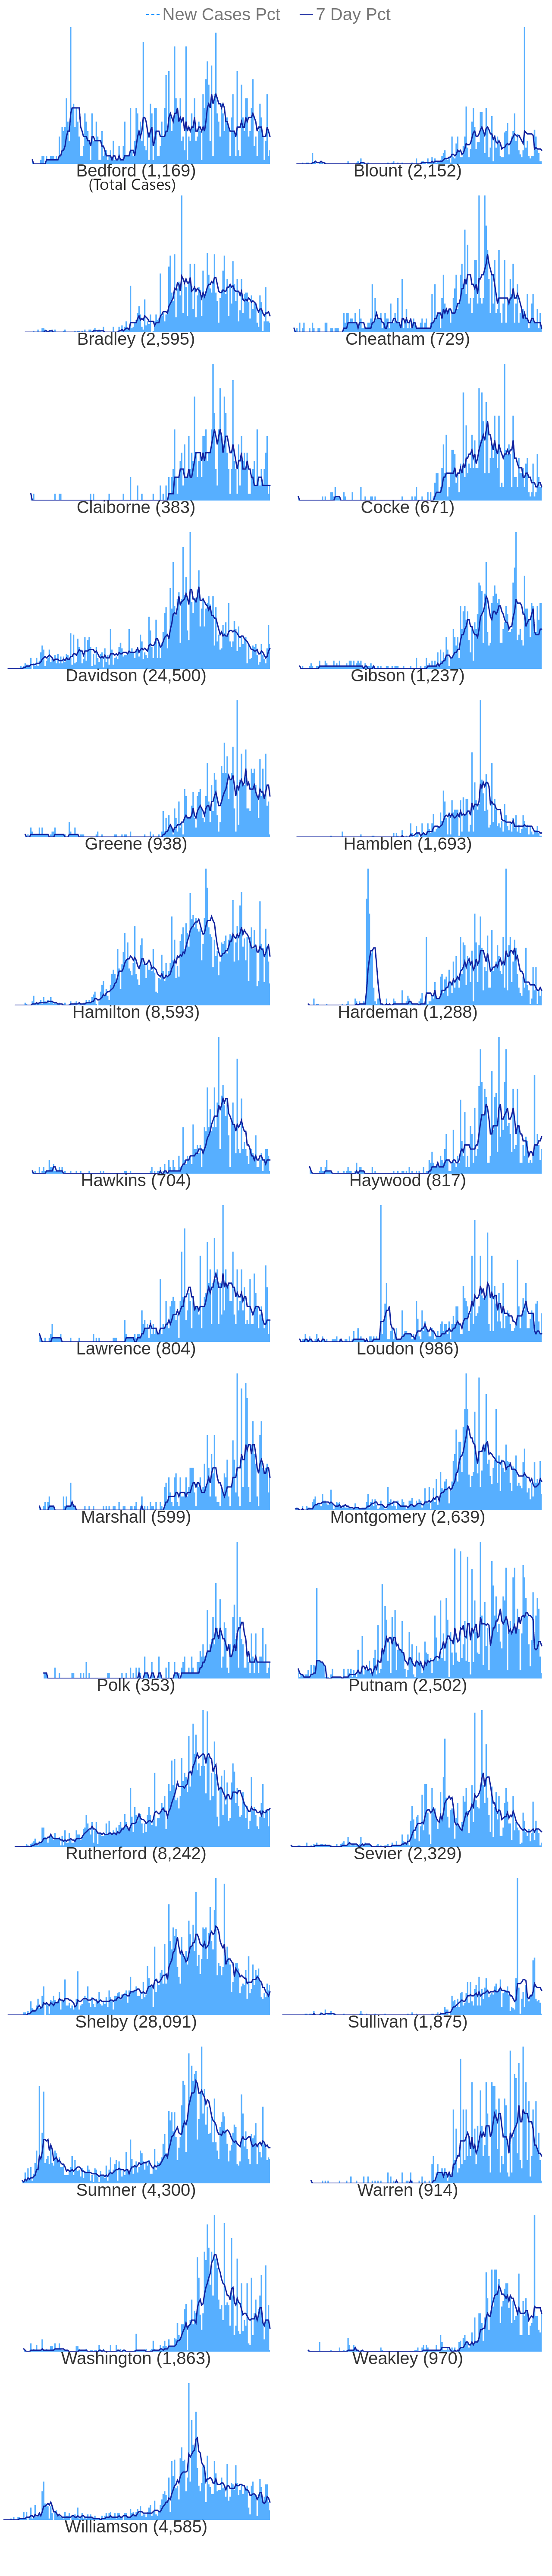 New Cases Pct 7 Day Pct
Bedford (1,169) Blount (2,152)
(Total Cases)
Bradley (2,595) Cheatham (729)
Claiborne (383) Cocke (671)
Davidson (24,500) Gibson (1,237)
Greene (938) Hamblen (1,693)
Hamilton (8,593) Hardeman (1,288)
Hawkins (704) Haywood (817)
Lawrence (804) Loudon (986)
Marshall (599) Montgomery (2,639)
Polk (353) Putnam (2,502)
Rutherford (8,242) Sevier (2,329)
Shelby (28,091) Sullivan (1,875)
Sumner (4,300) Warren (914)
Washington (1,863) Weakley (970)
Williamson (4,585)